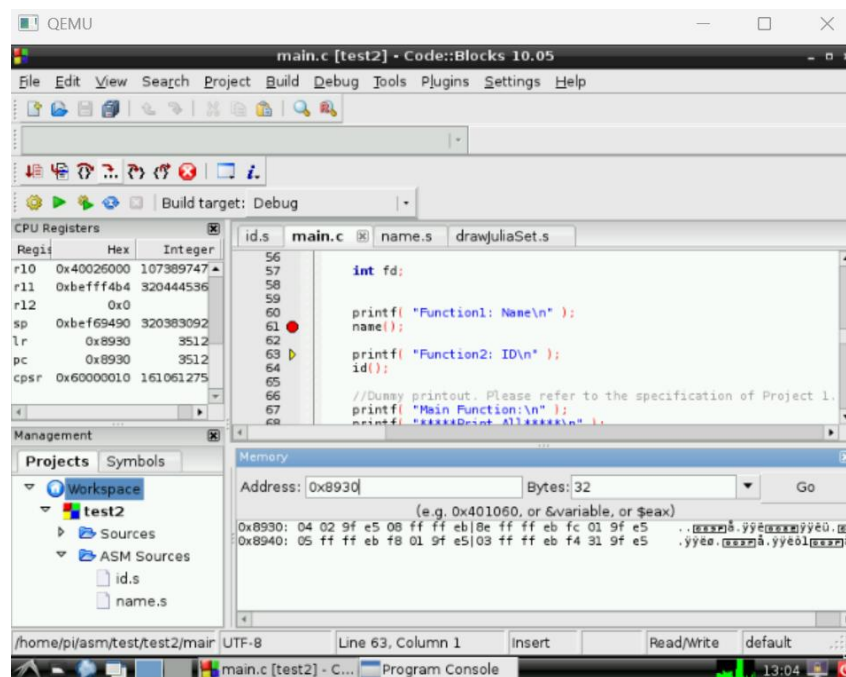 QEMU
main.c [test2] - Code::Blocks 10.05
File Edit View Search Project Build Debug Tools Plugins Settings Help
Build target: Debug
CPU Registers
Hex Integer
r10 0x40026000 107389747
r11 0xbefff4b4 320444536
r12 0x0
sp 0xbef69490 320383092
lr 0x8930 3512
pc 0x8930 3512
cpsr 0x60000010 161061275
id.s main.c name.s drawJuliaSet.s
56
57 int fd;
58
59
60 printf( "Function1: Name\n" );
61 name();
62
63 printf( "Function2: ID\n" );
64 id();
65
66 //Dummy printout. Please refer to the specification of Project 1.
67 printf( "Main Function:\n" );
68 printf( "*****Print All*****\n" );
Management
Projects Symbols
Workspace
test2
Sources
ASM Sources
id.s
name.s
Memory
Address: 0x8930 Bytes: 32 Go
(e.g. 0x401060, or &variable, or $eax)
0x8930: 04 02 9f e5 08 ff ff eb|8e ff ff eb fc 01 9f e5
0x8940: 05 ff ff eb f8 01 9f e5|03 ff ff eb f4 31 9f e5
/home/pi/asm/test/test2/mair UTF-8 Line 63, Column 1 Insert Read/Write default
main.c [test2] - C... Program Console 13:04